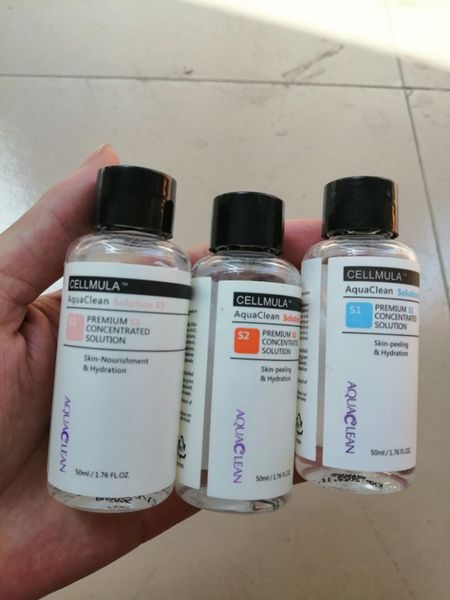 CELLMULA™
AquaClean Solution S3
S3
PREMIUM S3
CONCENTRATED
SOLUTION
Skin-Nourishment
& Hydration
AQUACLEAN
50ml / 1.76 FL.OZ.
CELLMULA™
AquaClean Solution
S2
PREMIUM
CONCENTRATED
SOLUTION
Skin-peeling
& Hydration
AQUACLEAN
50ml / 1.76 FL.OZ.
CELLMULA™
AquaClean Solution
S1
PREMIUM S1
CONCENTRATED
SOLUTION
Skin-peeling
& Hydration
AQUACLEAN
50ml / 1.76 FL.OZ.